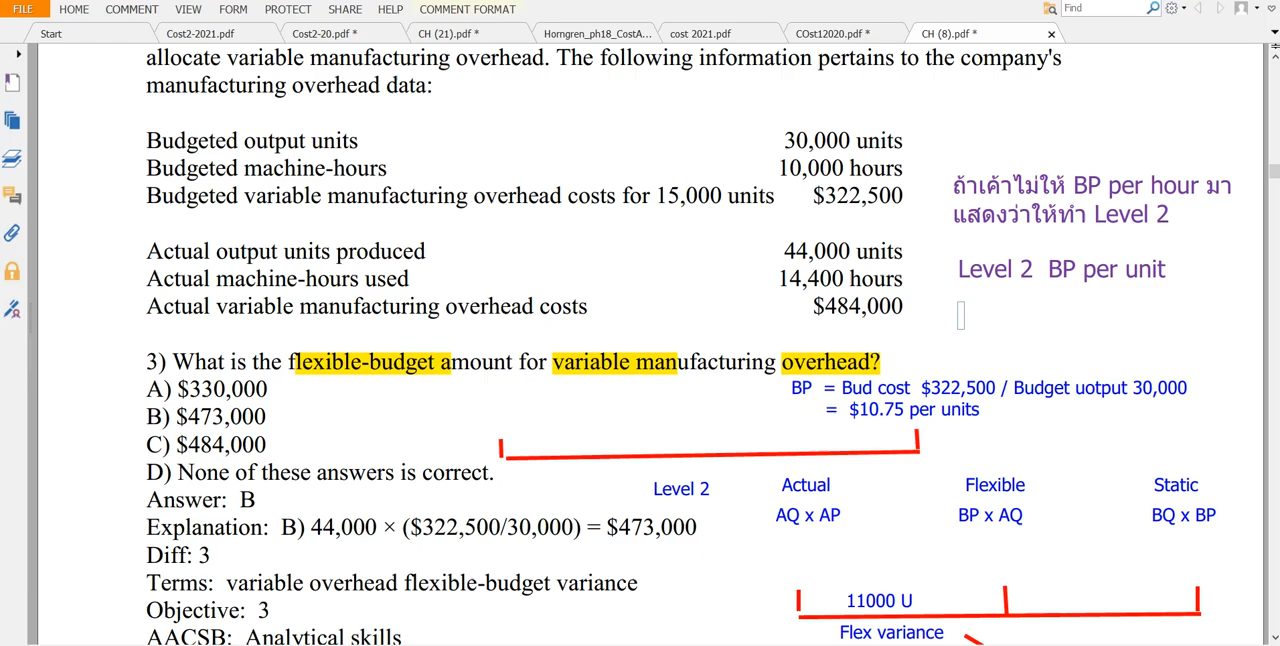 FILE HOME COMMENT VIEW FORM PROTECT SHARE HELP COMMENT FORMAT Find
Start Cost2-2021.pdf Cost2-20.pdf * CH (21).pdf * Horngren_ph18_CostA... cost 2021.pdf COst12020.pdf * CH (8).pdf *
allocate variable manufacturing overhead. The following information pertains to the company's
manufacturing overhead data:
Budgeted output units 30,000 units
Budgeted machine-hours 10,000 hours
Budgeted variable manufacturing overhead costs for 15,000 units $322,500
ถ้าเค้าไม่ให้ BP per hour มา
แสดงว่าให้ทำ Level 2
Actual output units produced 44,000 units
Actual machine-hours used 14,400 hours
Level 2 BP per unit
Actual variable manufacturing overhead costs $484,000
3) What is the flexible-budget amount for variable manufacturing overhead?
A) $330,000
BP = Bud cost $322,500 / Budget uotput 30,000
= $10.75 per units
B) $473,000
C) $484,000
D) None of these answers is correct.
Level 2 Actual Flexible Static
AQ x AP BP x AQ BQ x BP
Answer: B
Explanation: B) 44,000 × ($322,500/30,000) = $473,000
Diff: 3
Terms: variable overhead flexible-budget variance
11000 U
Objective: 3
Flex variance
AACSB: Analytical skills